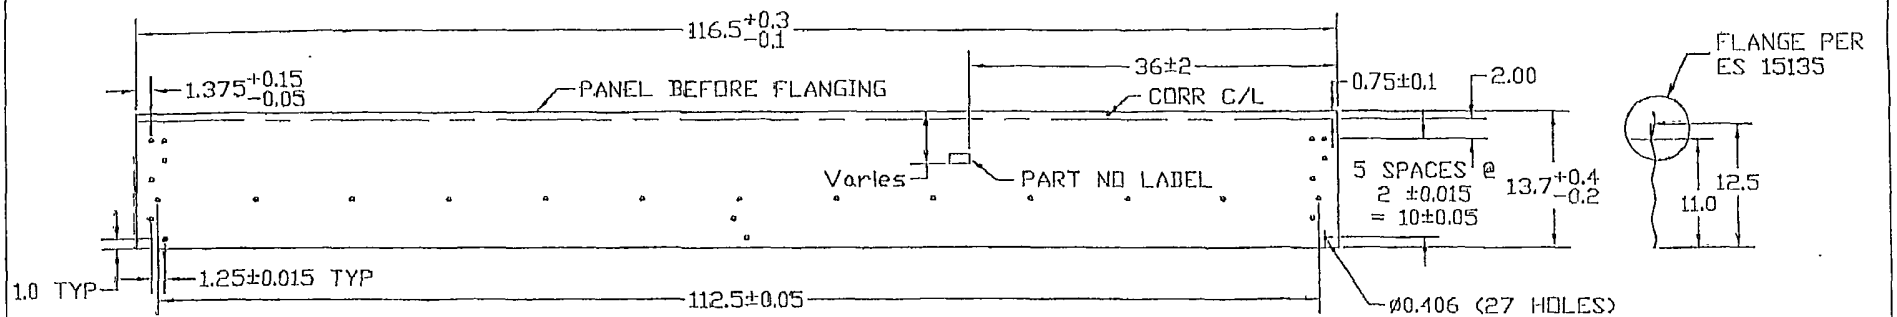 116.5+0.3
-0.1
FLANGE PER
ES 15135
36±2
1.375+0.15
-0.05
PANEL BEFORE FLANGING
CORR C/L
0.75±0.1
2.00
Varies
PART NO LABEL
5 SPACES @
2 ±0.015
= 10±0.05
13.7+0.4
-0.2
11.0
12.5
1.0 TYP
1.25±0.015 TYP
112.5±0.05
ø0.406 (27 HOLES)